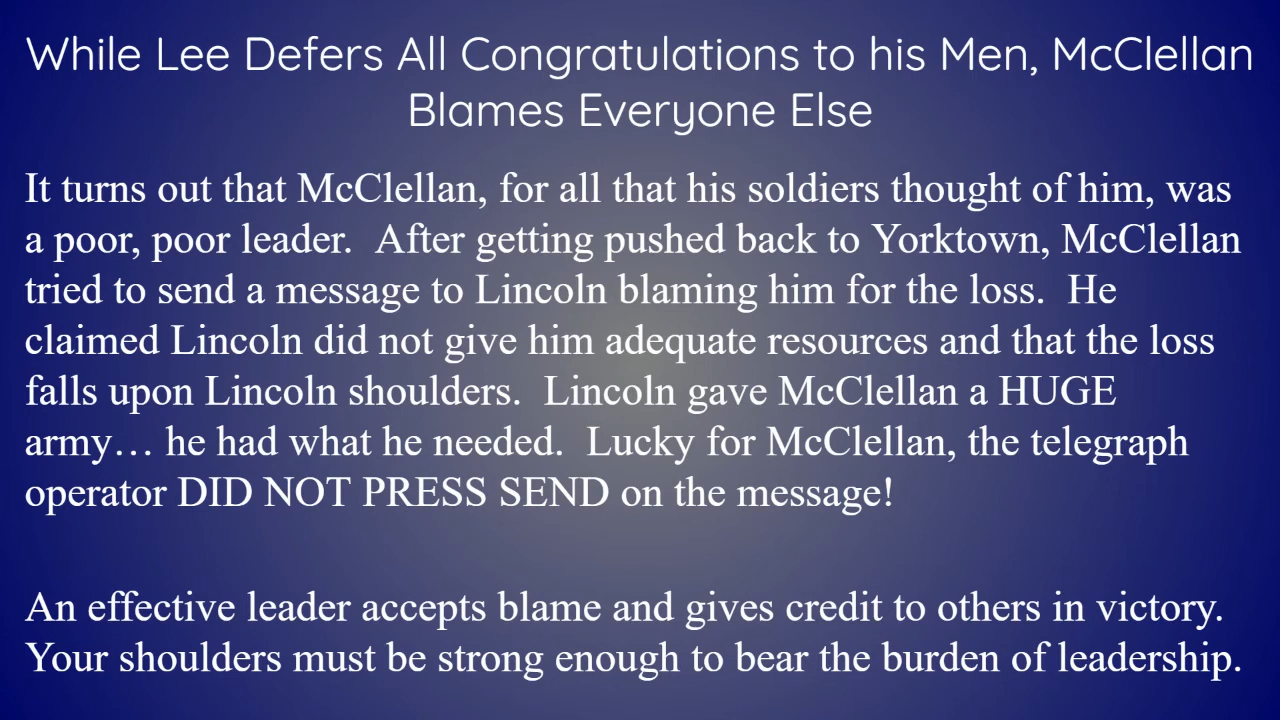 While Lee Defers All Congratulations to his Men, McClellan
Blames Everyone Else
It turns out that McClellan, for all that his soldiers thought of him, was
a poor, poor leader.  After getting pushed back to Yorktown, McClellan
tried to send a message to Lincoln blaming him for the loss.  He
claimed Lincoln did not give him adequate resources and that the loss
falls upon Lincoln shoulders.  Lincoln gave McClellan a HUGE
army… he had what he needed.  Lucky for McClellan, the telegraph
operator DID NOT PRESS SEND on the message!
An effective leader accepts blame and gives credit to others in victory.
Your shoulders must be strong enough to bear the burden of leadership.